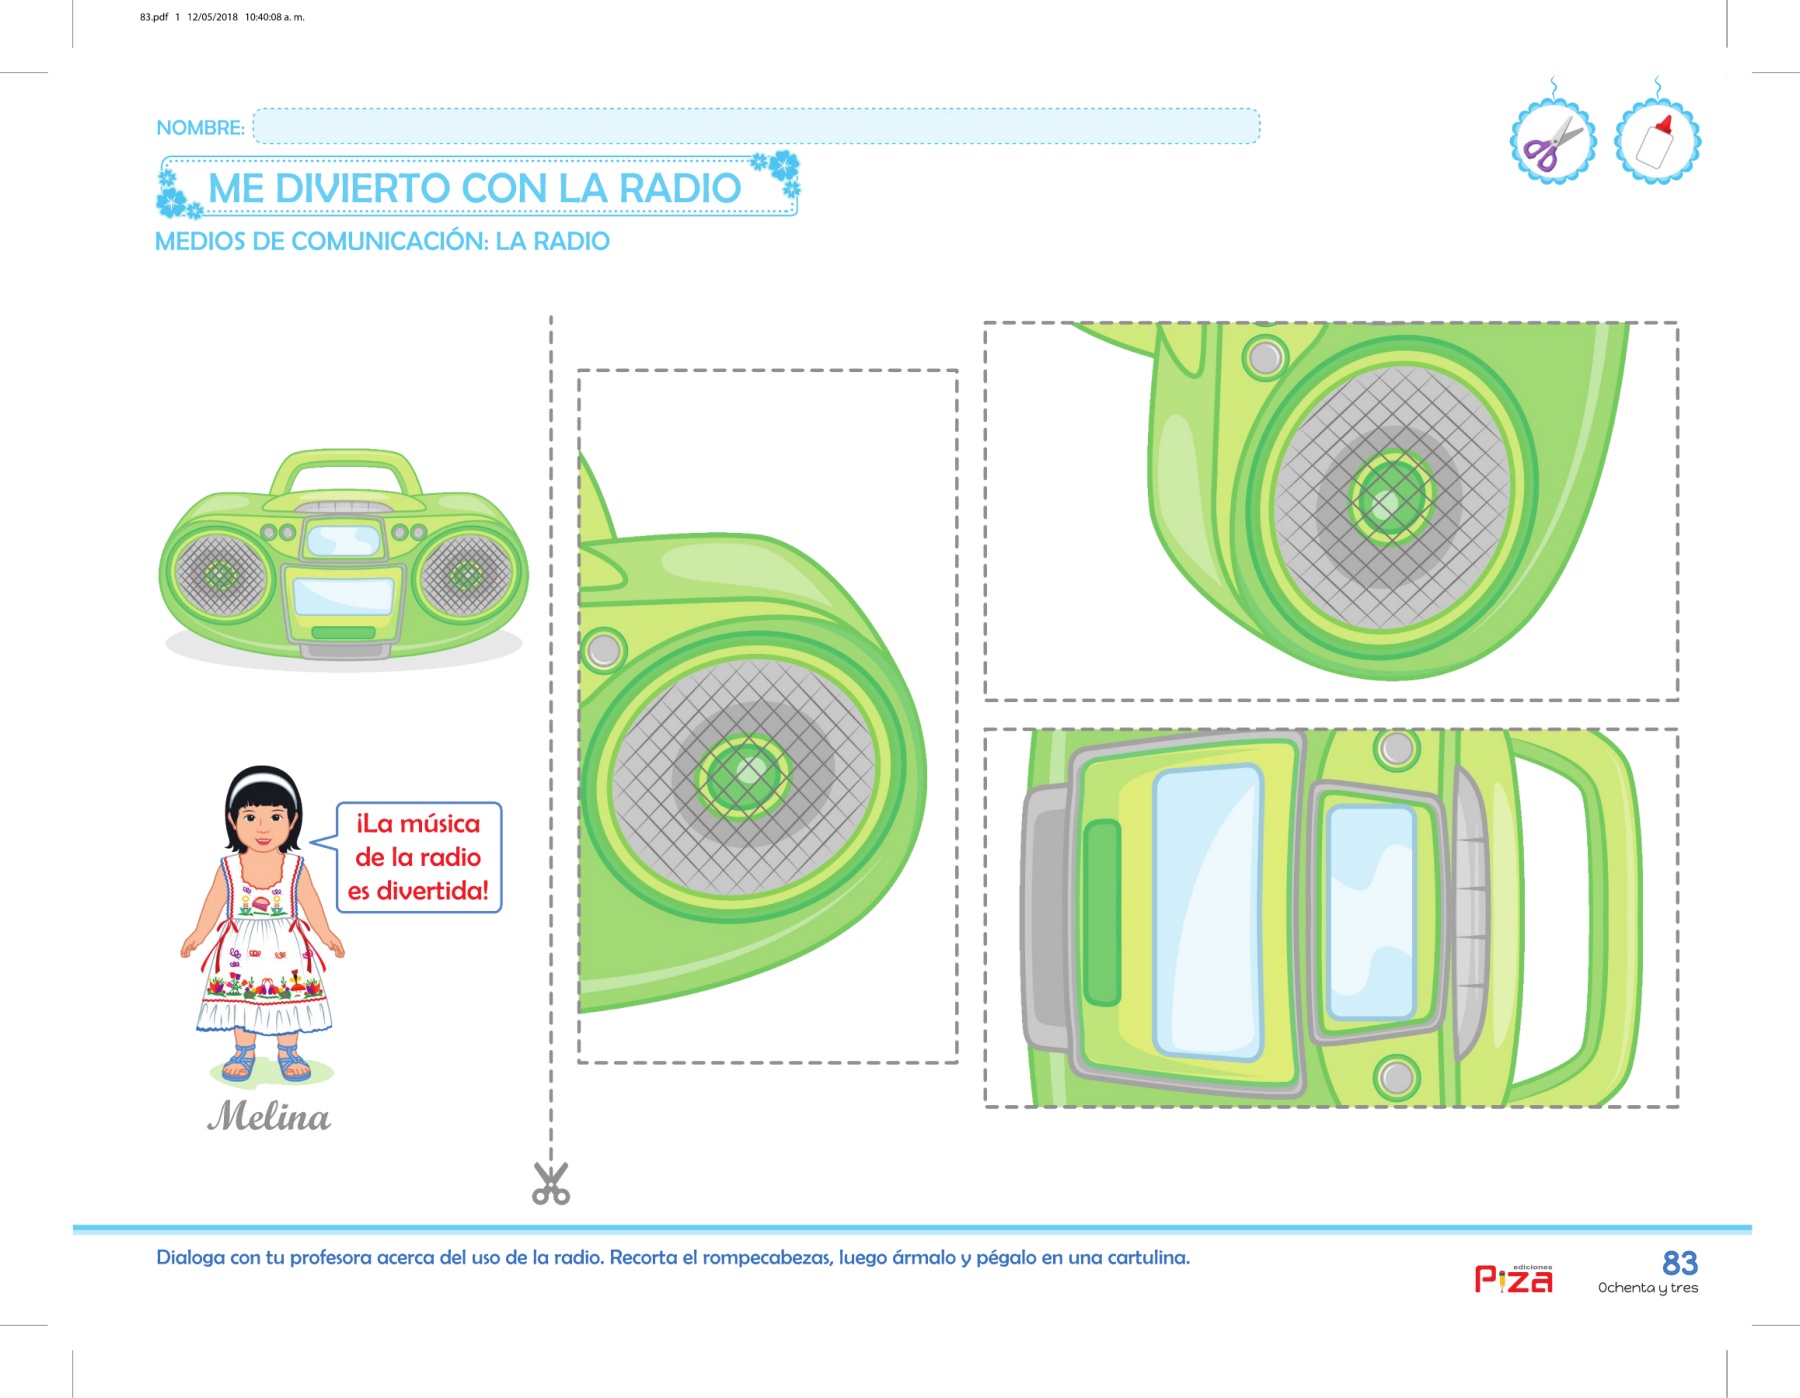 83.pdf 1 12/05/2018 10:40:08 a. m.
NOMBRE:
ME DIVIERTO CON LA RADIO
MEDIOS DE COMUNICACIÓN: LA RADIO
¡La música
de la radio
es divertida!
Melina
Dialoga con tu profesora acerca del uso de la radio. Recorta el rompecabezas, luego ármalo y pégalo en una cartulina.
ediciones
Piza
83
Ochenta y tres